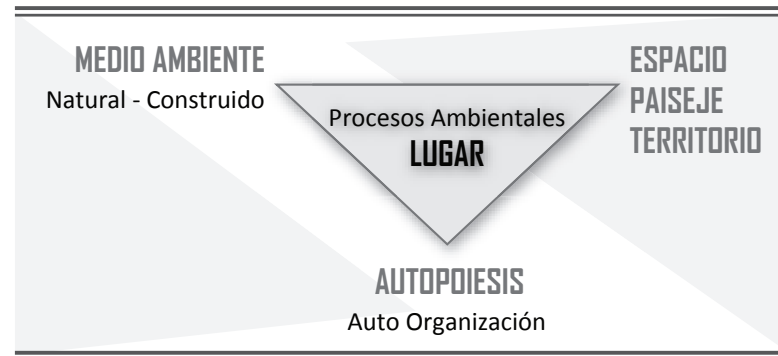 MEDIO AMBIENTE
Natural - Construido
ESPACIO
PAISEJE
TERRITORIO
Procesos Ambientales
LUGAR
AUTOPOIESIS
Auto Organización